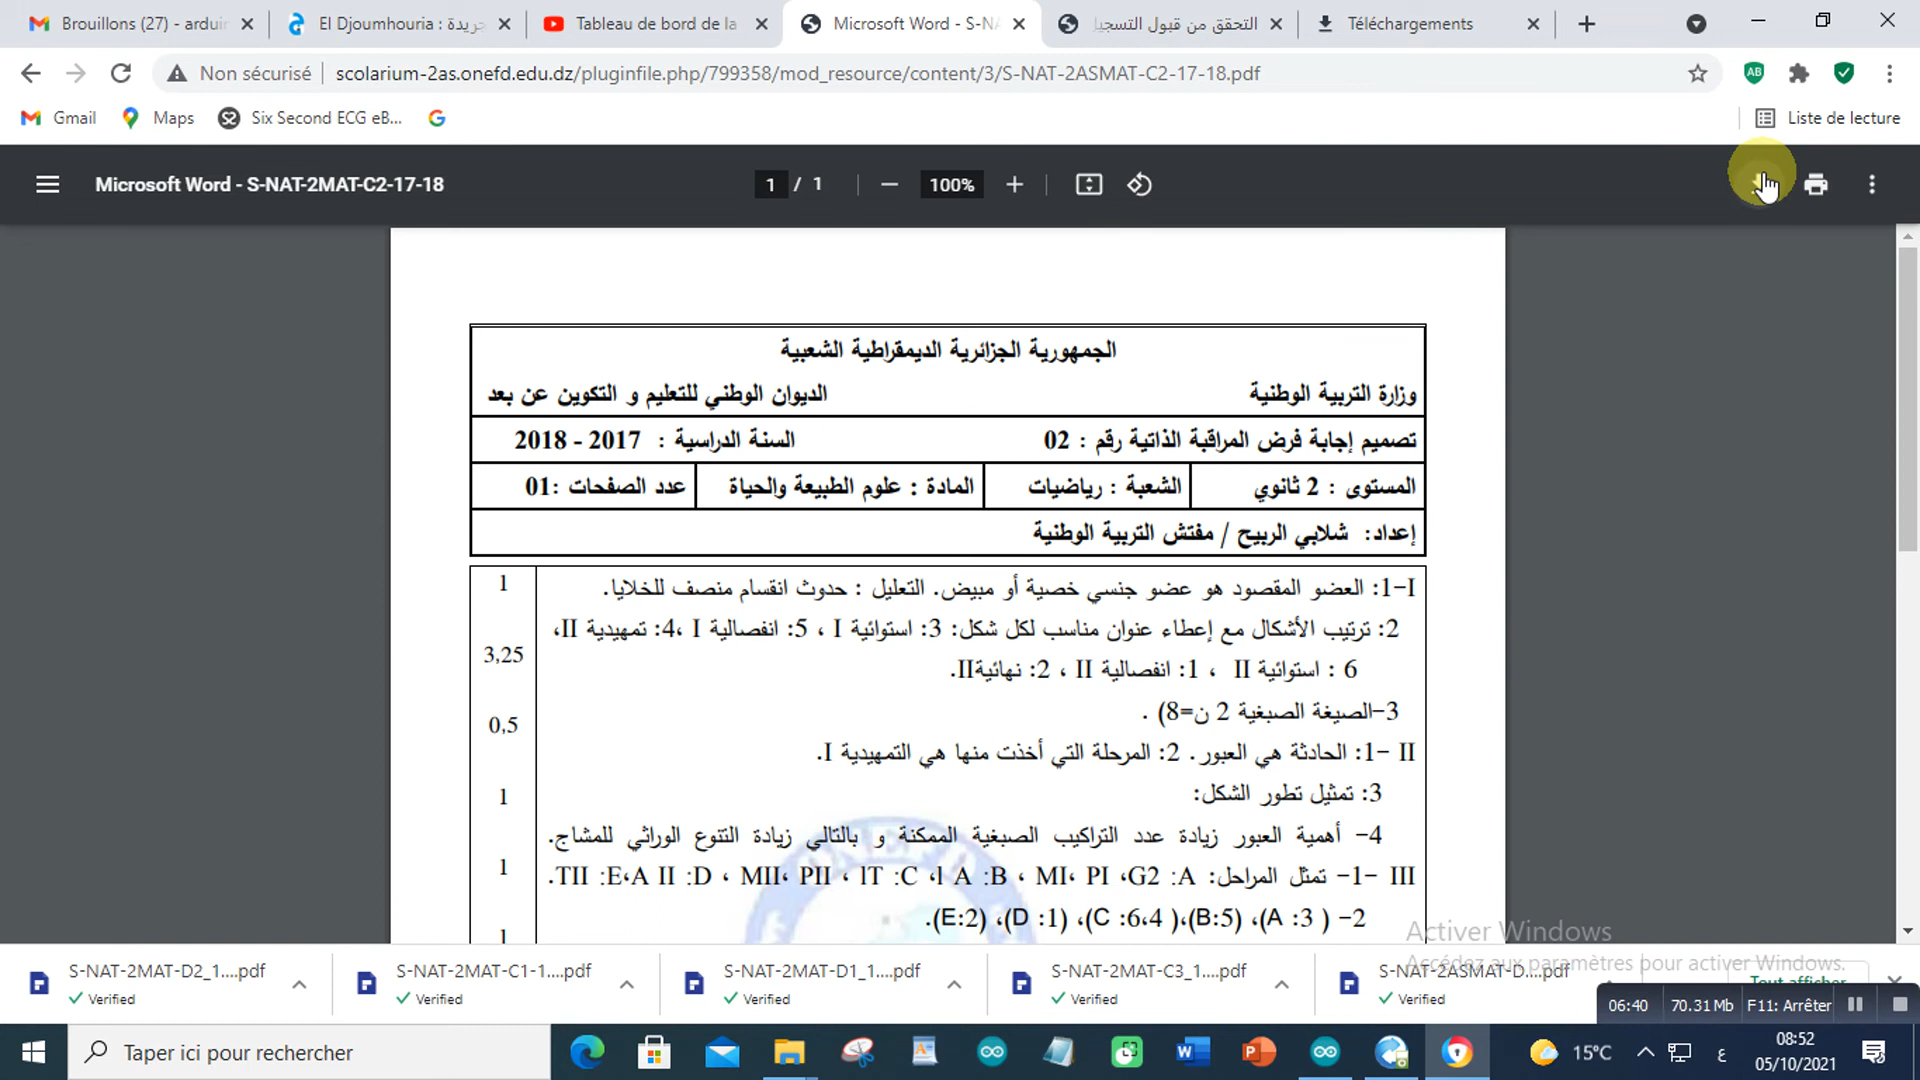 Brouillons (27) - arduin
El Djoumhouria : جريدة
Tableau de bord de la
Microsoft Word - S-NA
التحقق من قبول التسجيل
Téléchargements
Non sécurisé
scolarium-2as.onefd.edu.dz/pluginfile.php/799358/mod_resource/content/3/S-NAT-2ASMAT-C2-17-18.pdf
Gmail
Maps
Six Second ECG eB...
Liste de lecture
Microsoft Word - S-NAT-2MAT-C2-17-18
1 / 1
100%
الجمهورية الجزائرية الديمقراطية الشعبية
وزارة التربية الوطنية
الديوان الوطني للتعليم و التكوين عن بعد
تصميم إجابة فرض المراقبة الذاتية رقم : 02
السنة الدراسية : 2017 - 2018
المستوى : 2 ثانوي
الشعبة : رياضيات
المادة : علوم الطبيعة والحياة
عدد الصفحات :01
إعداد: شلابي الربيح / مفتش التربية الوطنية
I-1: العضو المقصود هو عضو جنسي خصية أو مبيض. التعليل : حدوث انقسام منصف للخلايا.
1
2: ترتيب الأشكال مع إعطاء عنوان مناسب لكل شكل: 3: استوائية I ، 5: انفصالية I ،4: تمهيدية II،
3,25
6 : استوائية II ، 1: انفصالية II ، 2: نهائيةII.
3-الصيغة الصبغية 2 ن=8) .
0,5
II -1: الحادثة هي العبور. 2: المرحلة التي أخذت منها هي التمهيدية I.
3: تمثيل تطور الشكل:
1
4- أهمية العبور زيادة عدد التراكيب الصبغية الممكنة و بالتالي زيادة التنوع الوراثي للمشاج.
III -1- تمثل المراحل: G2 :A، MI، PI ، I A :B، IT :C ، MII، PII ، A II :D،TII :E.
1
2- ( A :3)، (B:5)،( C :6،4)، (D :1)، (E:2).
1
Activer Windows
Accédez aux paramètres pour activer Windows.
S-NAT-2MAT-D2_1....pdf
Verified
S-NAT-2MAT-C1-1....pdf
Verified
S-NAT-2MAT-D1_1....pdf
Verified
S-NAT-2MAT-C3_1....pdf
Verified
S-NAT-2ASMAT-D....pdf
Verified
Tout afficher
06:40
70.31 Mb
F11: Arrêter
Taper ici pour rechercher
15°C
ع
08:52
05/10/2021